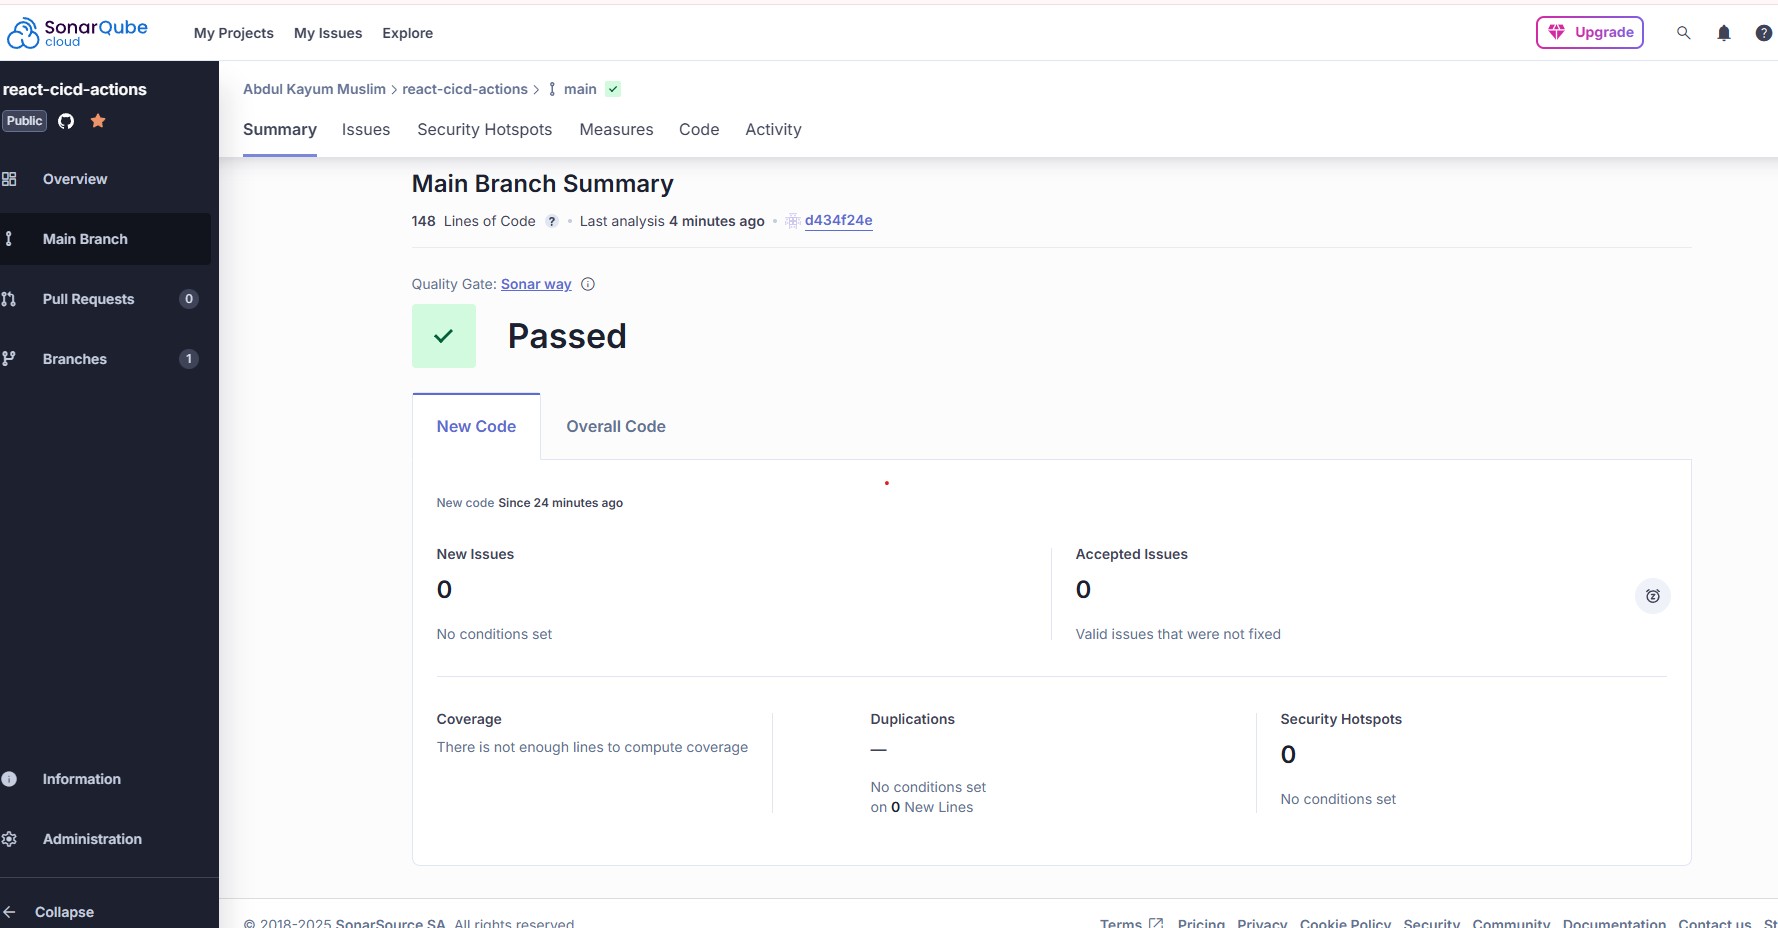 SonarQube cloud
My Projects My Issues Explore
Upgrade
?
react-cicd-actions
Public
Overview
Main Branch
Pull Requests 0
Branches 1
Information
Administration
Collapse
Abdul Kayum Muslim > react-cicd-actions > main
Summary Issues Security Hotspots Measures Code Activity
Main Branch Summary
148 Lines of Code ? • Last analysis 4 minutes ago • d434f24e
Quality Gate: Sonar way
Passed
New Code Overall Code
New code Since 24 minutes ago
New Issues
0
No conditions set
Accepted Issues
0
Valid issues that were not fixed
Coverage
There is not enough lines to compute coverage
Duplications
—
No conditions set
on 0 New Lines
Security Hotspots
0
No conditions set
© 2018-2025 SonarSource SA. All rights reserved.
Terms Pricing Privacy Cookie Policy Security Community Documentation Contact us St